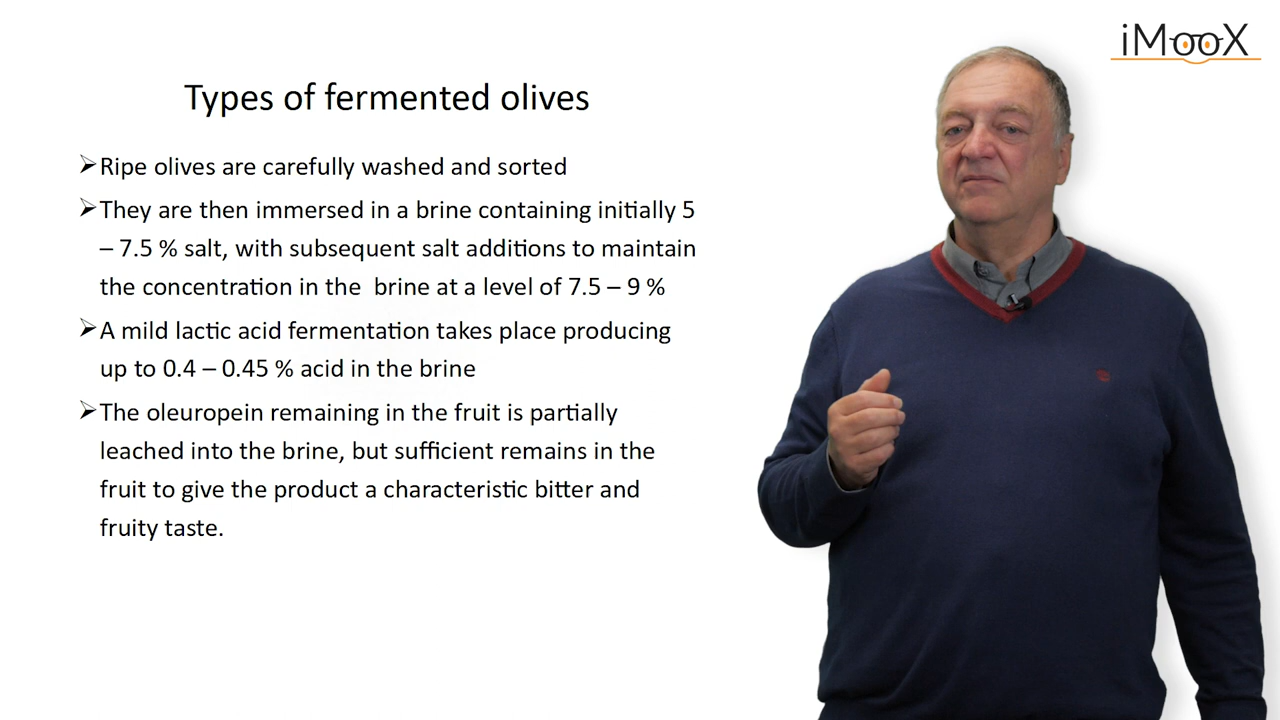 iMooX
Types of fermented olives
➢Ripe olives are carefully washed and sorted
➢They are then immersed in a brine containing initially 5
– 7.5 % salt, with subsequent salt additions to maintain
the concentration in the  brine at a level of 7.5 – 9 %
➢A mild lactic acid fermentation takes place producing
up to 0.4 – 0.45 % acid in the brine
➢The oleuropein remaining in the fruit is partially
leached into the brine, but sufficient remains in the
fruit to give the product a characteristic bitter and
fruity taste.